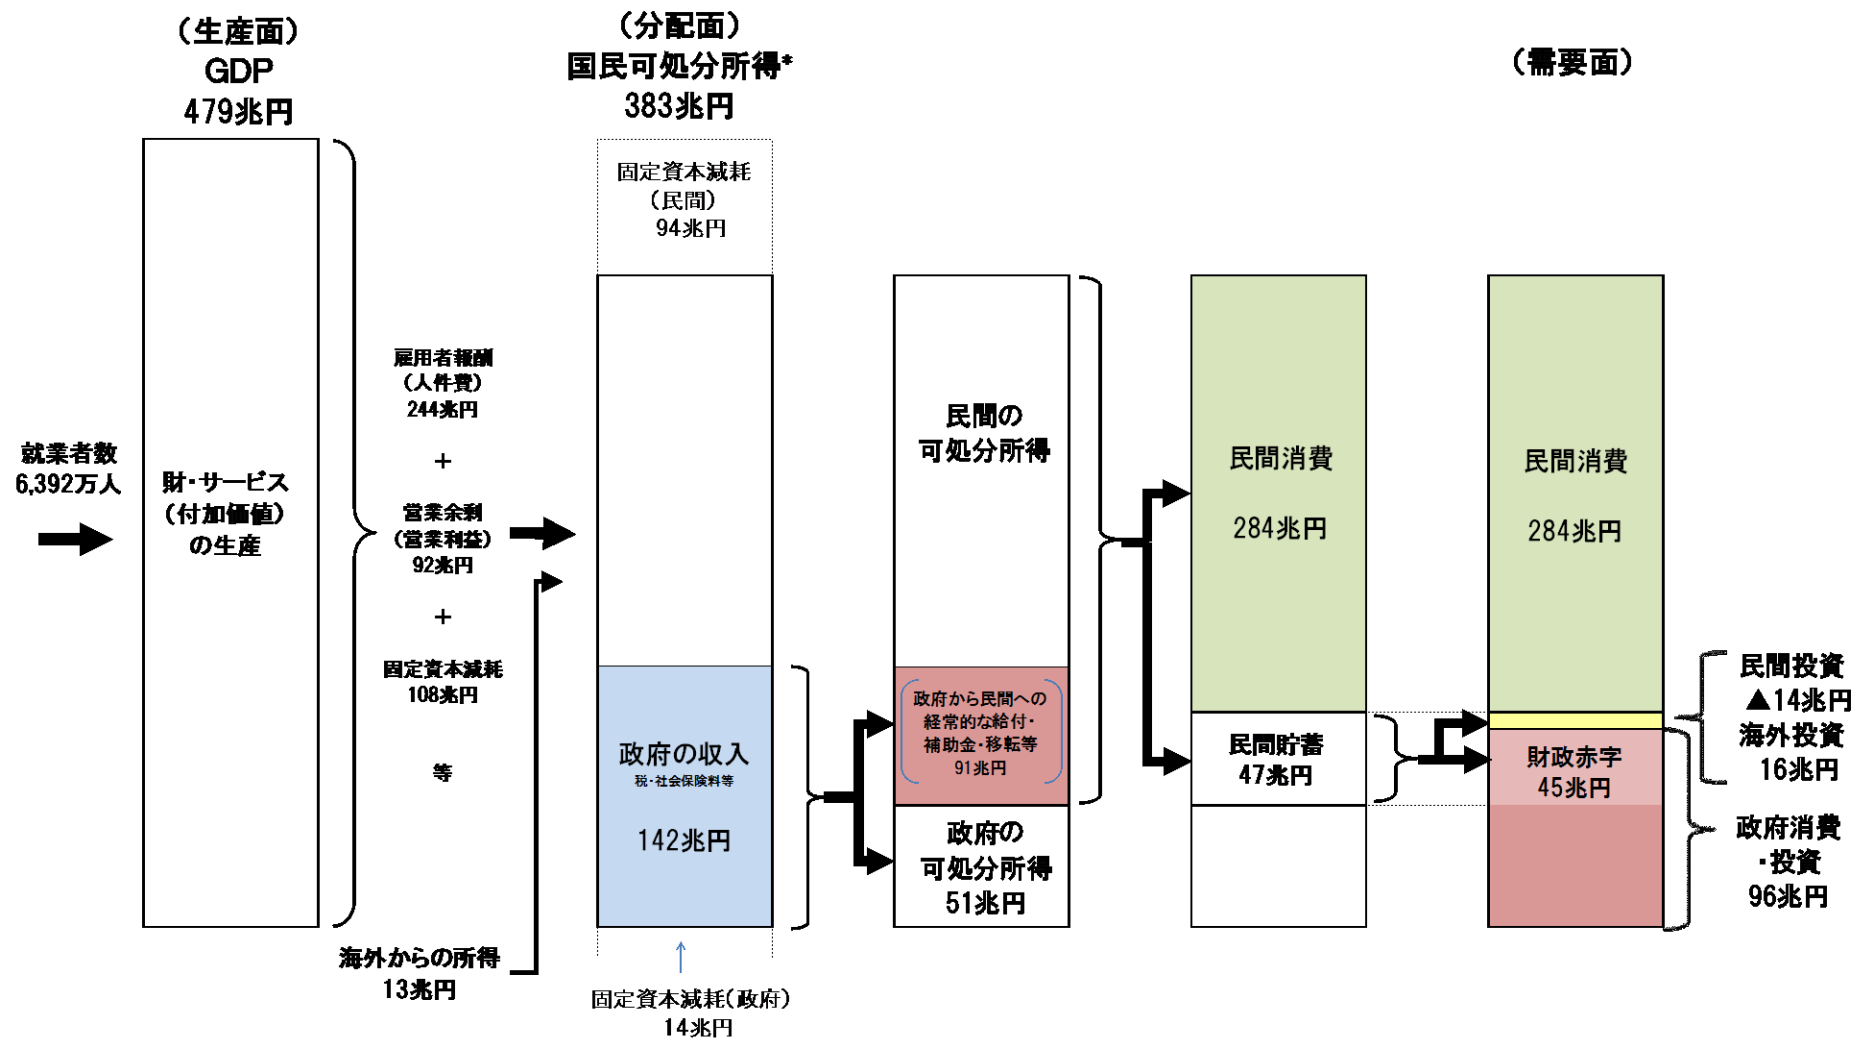 （生産面）
GDP
479兆円
（分配面）
国民可処分所得*
383兆円
（需要面）
就業者数
6,392万人
財・サービス
（付加価値）
の生産
雇用者報酬
（人件費）
244兆円
＋
営業余剰
（営業利益）
92兆円
＋
固定資本減耗
108兆円
等
海外からの所得
13兆円
固定資本減耗
（民間）
94兆円
政府の収入
税・社会保険料等
142兆円
固定資本減耗（政府）
14兆円
民間の
可処分所得
政府から民間への
経常的な給付・
補助金・移転等
91兆円
政府の
可処分所得
51兆円
民間消費
284兆円
民間貯蓄
47兆円
民間消費
284兆円
財政赤字
45兆円
民間投資
▲14兆円
海外投資
16兆円
政府消費
・投資
96兆円